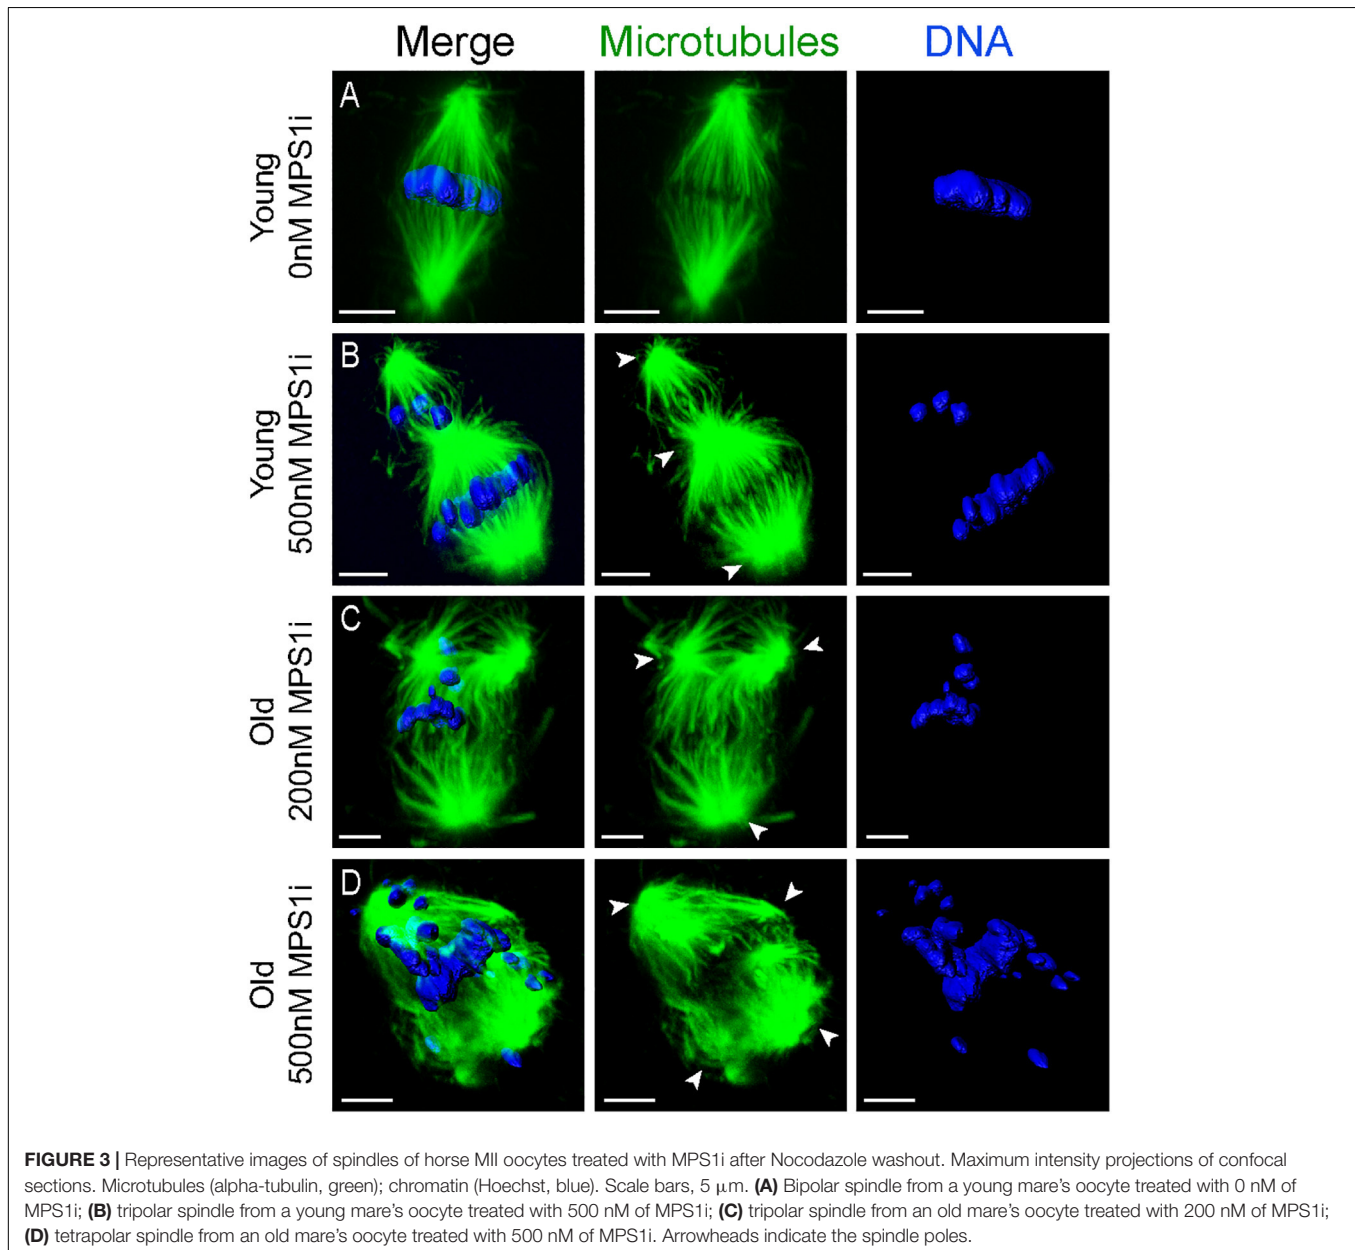 Merge Microtubules DNA
A
Young
0nM MPS1i
B
Young
500nM MPS1i
C
Old
200nM MPS1i
D
Old
500nM MPS1i
FIGURE 3 | Representative images of spindles of horse MII oocytes treated with MPS1i after Nocodazole washout. Maximum intensity projections of confocal
sections. Microtubules (alpha-tubulin, green); chromatin (Hoechst, blue). Scale bars, 5 μm. (A) Bipolar spindle from a young mare's oocyte treated with 0 nM of
MPS1i; (B) tripolar spindle from a young mare's oocyte treated with 500 nM of MPS1i; (C) tripolar spindle from an old mare's oocyte treated with 200 nM of MPS1i;
(D) tetrapolar spindle from an old mare's oocyte treated with 500 nM of MPS1i. Arrowheads indicate the spindle poles.